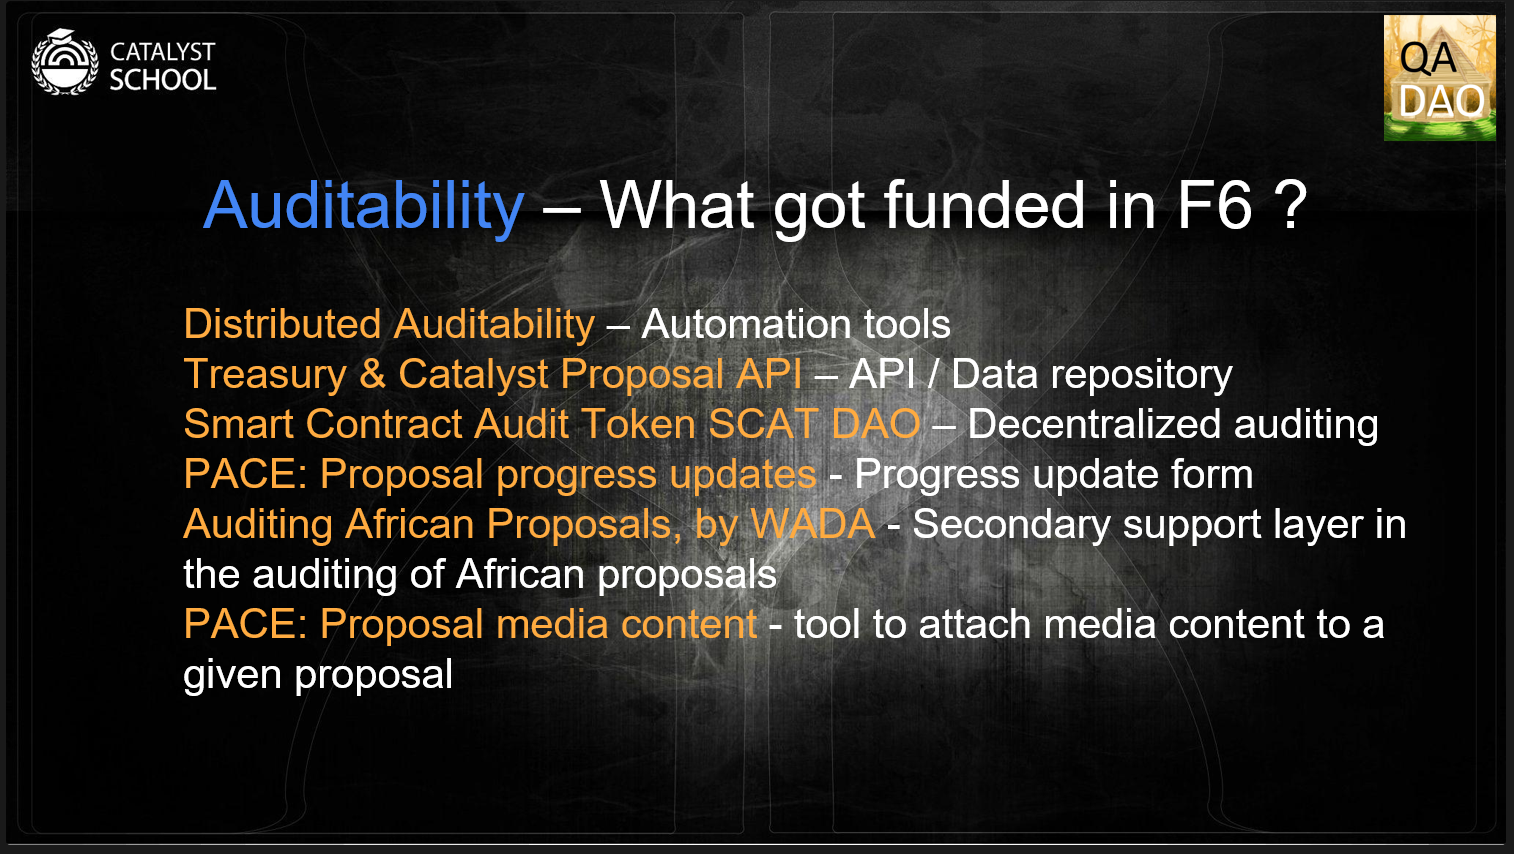 CATALYST
SCHOOL
QA
DAO
Auditability – What got funded in F6 ?
Distributed Auditability – Automation tools
Treasury & Catalyst Proposal API – API / Data repository
Smart Contract Audit Token SCAT DAO – Decentralized auditing
PACE: Proposal progress updates - Progress update form
Auditing African Proposals, by WADA - Secondary support layer in
the auditing of African proposals
PACE: Proposal media content - tool to attach media content to a
given proposal